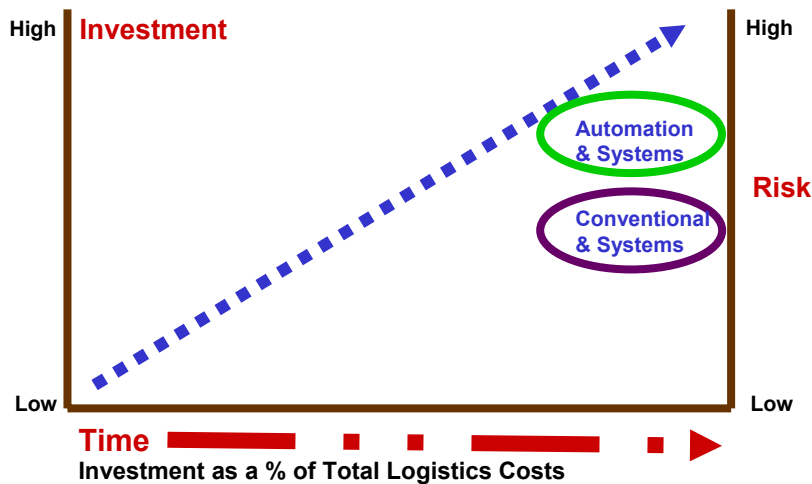 High
Investment
High
Automation
& Systems
Risk
Conventional
& Systems
Low
Low
Time
Investment as a % of Total Logistics Costs